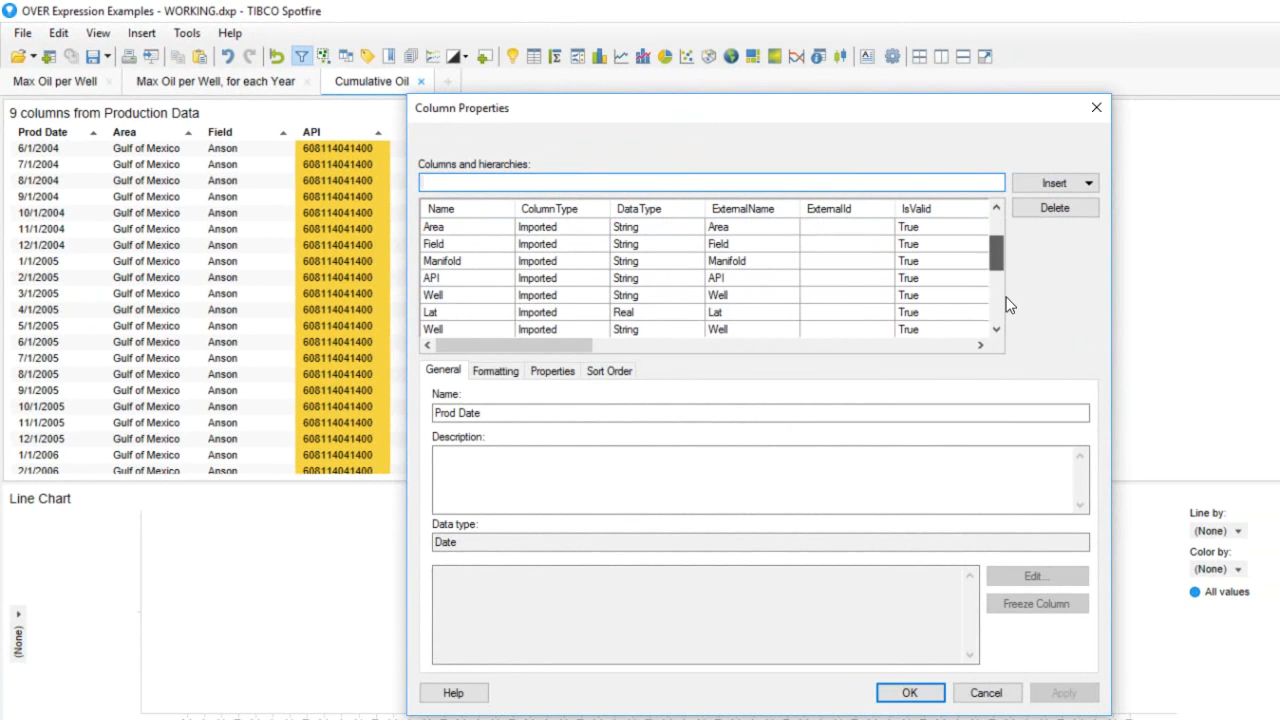 OVER Expression Examples - WORKING.dxp - TIBCO Spotfire
File Edit View Insert Tools Help
Max Oil per Well Max Oil per Well, for each Year Cumulative Oil
9 columns from Production Data
Prod Date Area Field API
6/1/2004 Gulf of Mexico Anson 608114041400
7/1/2004 Gulf of Mexico Anson 608114041400
8/1/2004 Gulf of Mexico Anson 608114041400
9/1/2004 Gulf of Mexico Anson 608114041400
10/1/2004 Gulf of Mexico Anson 608114041400
11/1/2004 Gulf of Mexico Anson 608114041400
12/1/2004 Gulf of Mexico Anson 608114041400
1/1/2005 Gulf of Mexico Anson 608114041400
2/1/2005 Gulf of Mexico Anson 608114041400
3/1/2005 Gulf of Mexico Anson 608114041400
4/1/2005 Gulf of Mexico Anson 608114041400
5/1/2005 Gulf of Mexico Anson 608114041400
6/1/2005 Gulf of Mexico Anson 608114041400
7/1/2005 Gulf of Mexico Anson 608114041400
8/1/2005 Gulf of Mexico Anson 608114041400
9/1/2005 Gulf of Mexico Anson 608114041400
10/1/2005 Gulf of Mexico Anson 608114041400
11/1/2005 Gulf of Mexico Anson 608114041400
12/1/2005 Gulf of Mexico Anson 608114041400
1/1/2006 Gulf of Mexico Anson 608114041400
2/1/2006 Gulf of Mexico Anson 608114041400
Column Properties
Columns and hierarchies:
Insert
Delete
Name ColumnType DataType ExternalName ExternalId IsValid
Area Imported String Area True
Field Imported String Field True
Manifold Imported String Manifold True
API Imported String API True
Well Imported String Well True
Lat Imported Real Lat True
Well Imported String Well True
General Formatting Properties Sort Order
Name:
Prod Date
Description:
Data type:
Date
Edit...
Freeze Column
Help OK Cancel Apply
Line Chart
(None)
Line by:
(None)
Color by:
(None)
All values